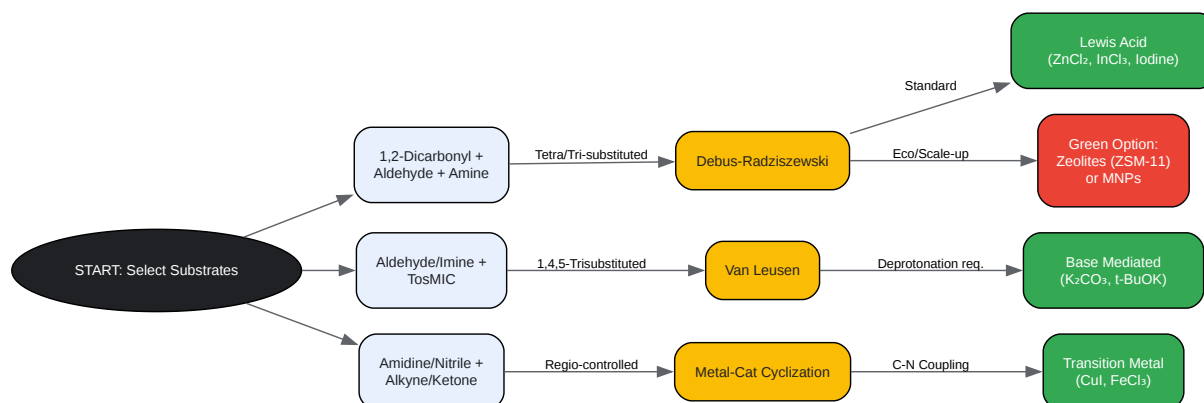 START: Select Substrates
1,2-Dicarbonyl +
Aldehyde + Amine
Tetra/Tri-substituted
Debus-Radziszewski
Standard
Lewis Acid
(ZnCl₂, InCl₃, Iodine)
Eco/Scale-up
Green Option:
Zeolites (ZSM-11)
or MNPs
Aldehyde/Imine +
TosMIC
1,4,5-Trisubstituted
Van Leusen
Deprotonation req.
Base Mediated
(K₂CO₃, t-BuOK)
Amidine/Nitrile +
Alkyne/Ketone
Regio-controlled
Metal-Cat Cyclization
C-N Coupling
Transition Metal
(CuI, FeCl₃)